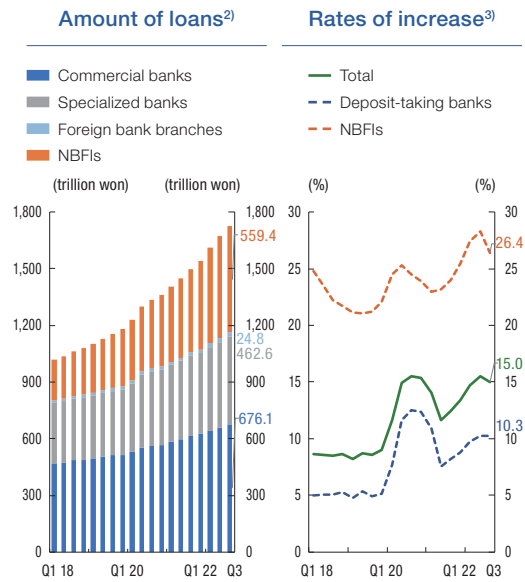 Amount of loans2)
Commercial banks
Specialized banks
Foreign bank branches
NBFIs
(trillion won) (trillion won)
1,800 1,800
559.4
1,500 1,500
1,200 1,200
24.8
462.6
900 900
676.1
600 600
300 300
0 0
Q1 18 Q1 20 Q1 22 Q3
Rates of increase3)
Total
Deposit-taking banks
NBFIs
(%) (%)
30 30
26.4
25 25
20 20
15.0
15 15
10.3
10 10
5 5
0 0
Q1 18 Q1 20 Q1 22 Q3